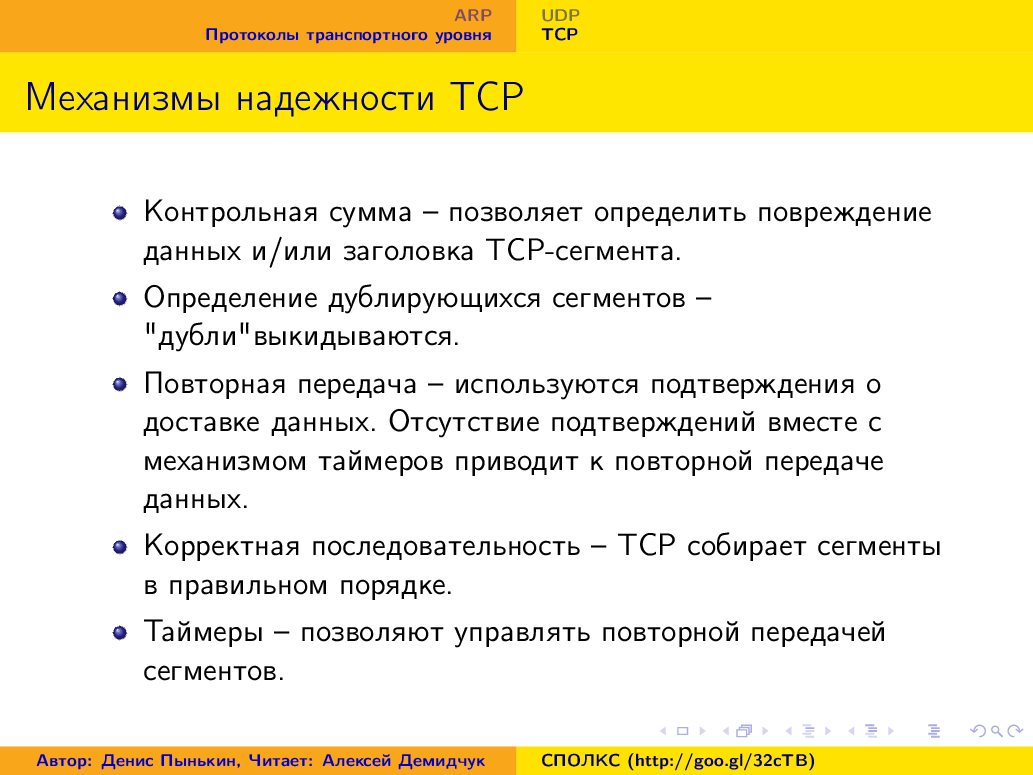 ARP
Протоколы транспортного уровня
UDP
TCP
Механизмы надежности TCP
Контрольная сумма – позволяет определить повреждение
данных и/или заголовка TCP-сегмента.
Определение дублирующихся сегментов –
"дубли"выкидываются.
Повторная передача – используются подтверждения о
доставке данных. Отсутствие подтверждений вместе с
механизмом таймеров приводит к повторной передаче
данных.
Корректная последовательность – TCP собирает сегменты
в правильном порядке.
Таймеры – позволяют управлять повторной передачей
сегментов.
Автор: Денис Пынькин, Читает: Алексей Демидчук
СПОЛКС (http://goo.gl/32cTB)